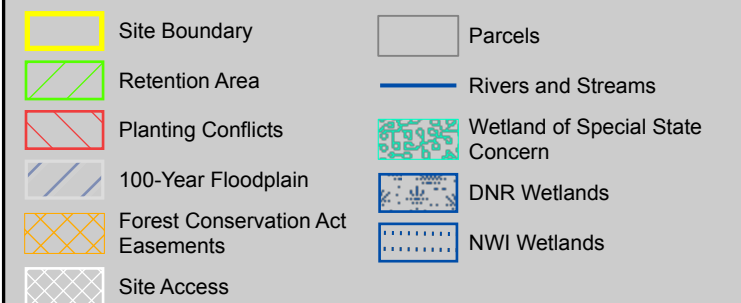 Site Boundary
Retention Area
Planting Conflicts
100-Year Floodplain
Forest Conservation Act
Easements
Site Access
Parcels
Rivers and Streams
Wetland of Special State
Concern
DNR Wetlands
NWI Wetlands